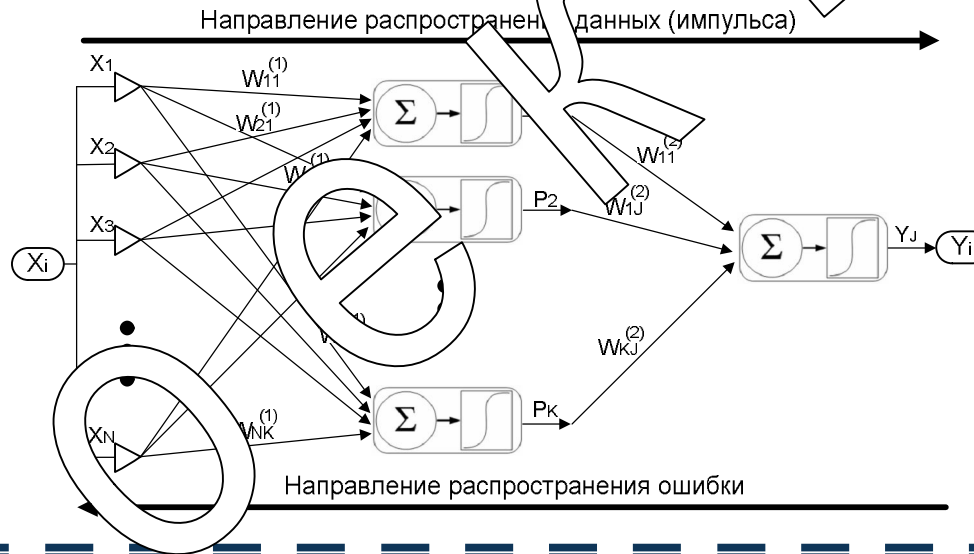 Направление распространени данных (импульса)
X1
W11(1)
W21(1)
X2
W11(2)
Σ
X3
P2
W1J(2)
Σ
YJ
Xi
Yi
WKJ(2)
Σ
PK
XN
WNK(1)
Направление распространения ошибки
о е к